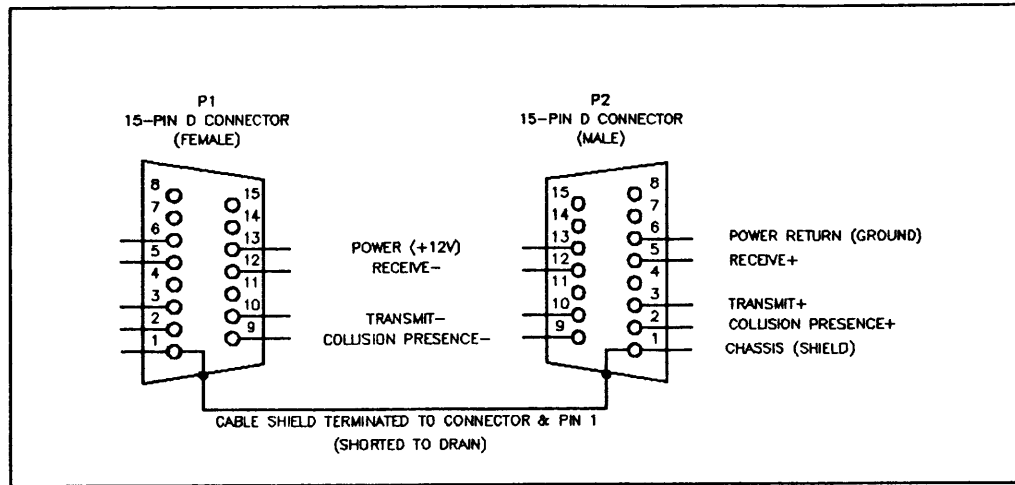 P1
15-PIN D CONNECTOR
(FEMALE)
P2
15-PIN D CONNECTOR
(MALE)
8
7
6
5
4
3
2
1
15
14
13
12
11
10
9
POWER (+12V)
RECEIVE-
TRANSMIT-
COLLISION PRESENCE-
15
14
13
12
11
10
9
8
7
6
5
4
3
2
1
POWER RETURN (GROUND)
RECEIVE+
TRANSMIT+
COLLISION PRESENCE+
CHASSIS (SHIELD)
CABLE SHIELD TERMINATED TO CONNECTOR & PIN 1
(SHORTED TO DRAIN)